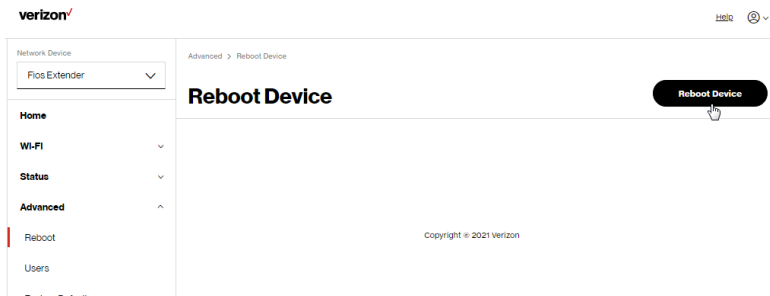 verizon
Help
Network Device
Fios Extender
Advanced > Reboot Device
Reboot Device
Reboot Device
Home
Wi-Fi
Status
Advanced
Reboot
Users
Copyright © 2021 Verizon